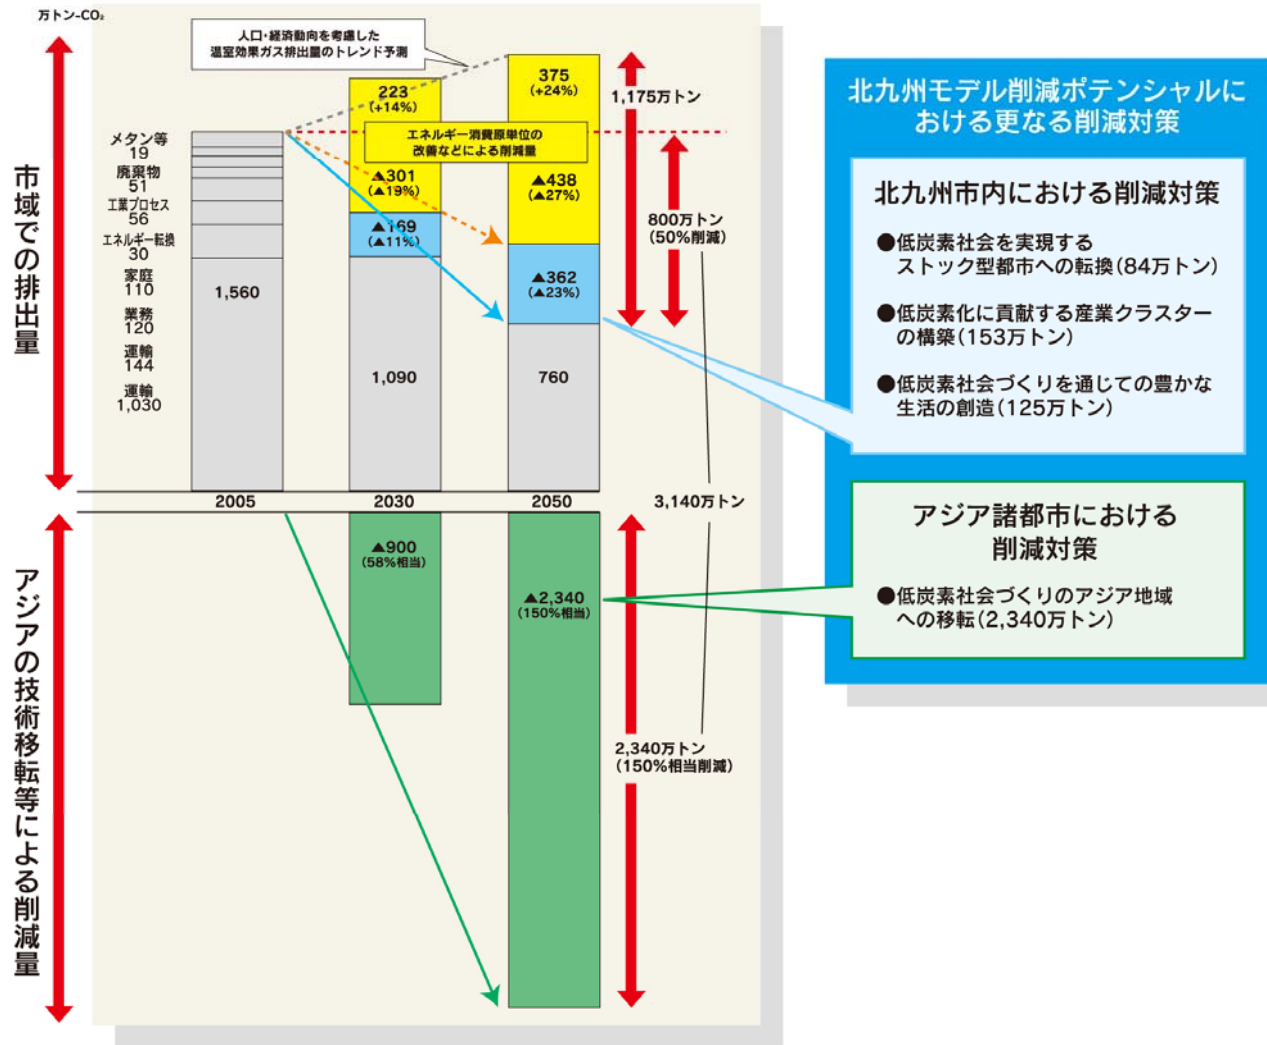 万トン-CO₂
人口・経済動向を考慮した
温室効果ガス排出量のトレンド予測
市域での排出量
メタン等
19
廃棄物
51
工業プロセス
56
エネルギー転換
30
家庭
110
業務
120
運輸
144
運輸
1,030
1,560
223
(+14%)
375
(+24%)
エネルギー消費原単位の
改善などによる削減量
▲301
(▲19%)
▲438
(▲27%)
▲169
(▲11%)
▲362
(▲23%)
1,090
760
1,175万トン
800万トン
(50%削減)
2005
2030
2050
3,140万トン
アジアの技術移転等による削減量
▲900
(58%相当)
▲2,340
(150%相当)
2,340万トン
(150%相当削減)
北九州モデル削減ポテンシャルに
おける更なる削減対策
北九州市内における削減対策
●低炭素社会を実現する
ストック型都市への転換(84万トン)
●低炭素化に貢献する産業クラスター
の構築(153万トン)
●低炭素社会づくりを通じての豊かな
生活の創造(125万トン)
アジア諸都市における
削減対策
●低炭素社会づくりのアジア地域
への移転(2,340万トン)